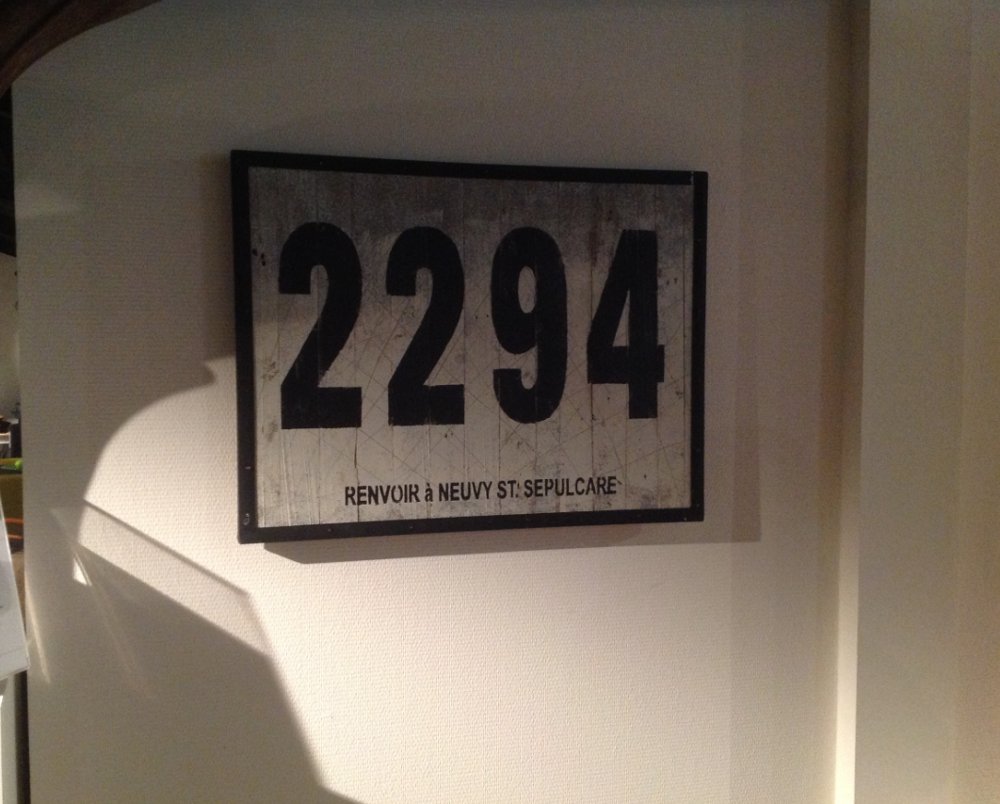 2294
RENVOIR à NEUVY ST. SEPULCARE